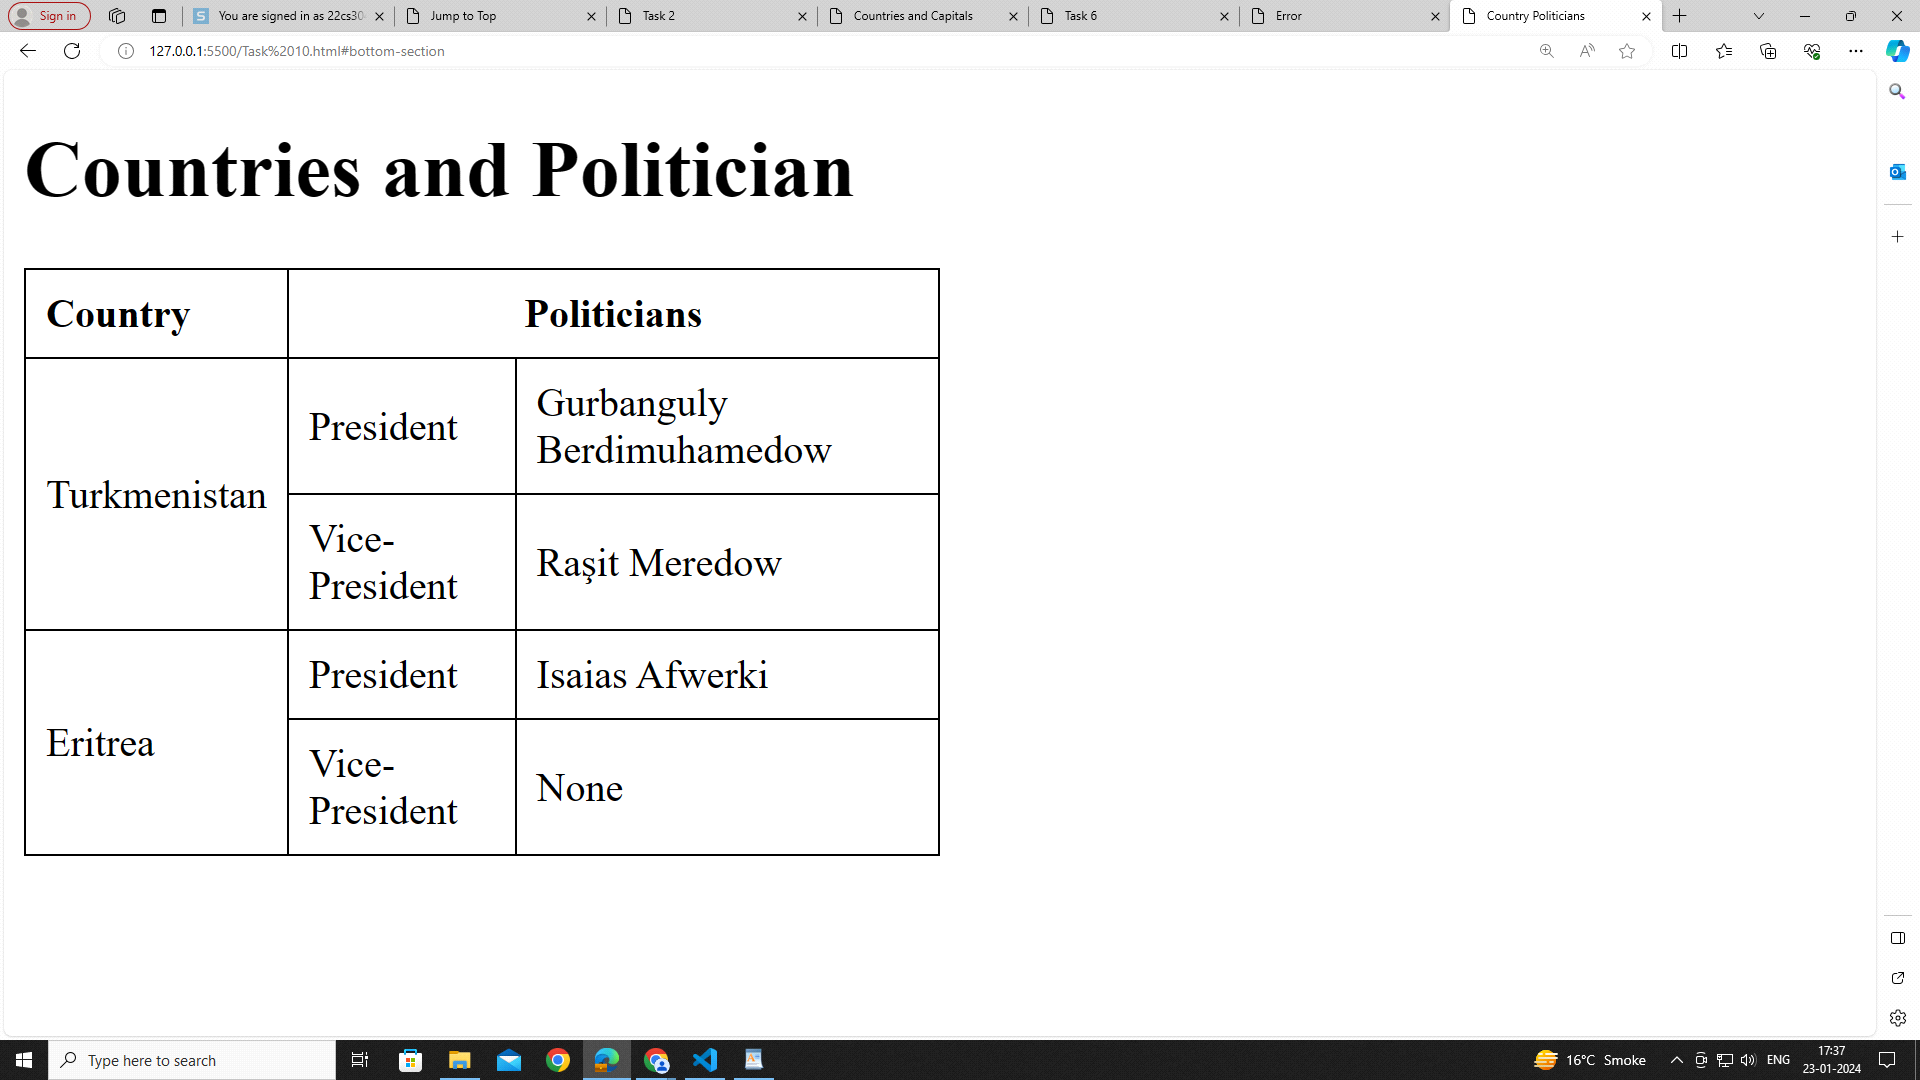 Sign in
You are signed in as 22cs30
Jump to Top
Task 2
Countries and Capitals
Task 6
Error
Country Politicians
127.0.0.1:5500/Task%2010.html#bottom-section
Countries and Politician
Country Politicians
Turkmenistan
President
Gurbanguly
Berdimuhamedow
Vice-
President
Raşit Meredow
Eritrea
President
Isaias Afwerki
Vice-
President
None
Type here to search
16°C Smoke
ENG
17:37
23-01-2024